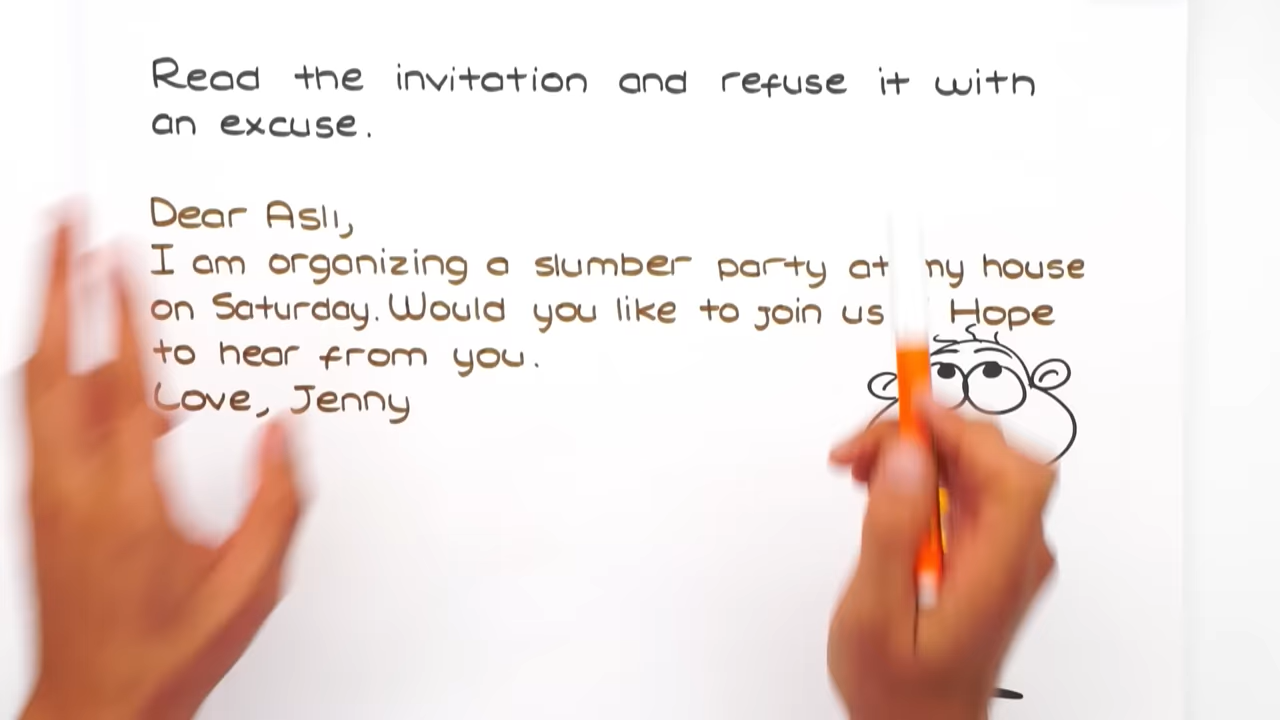 Read the invitation and refuse it with
an excuse.
Dear Aslı,
I am organizing a slumber party at my house
on Saturday. Would you like to join us Hope
to hear from you.
Love, Jenny